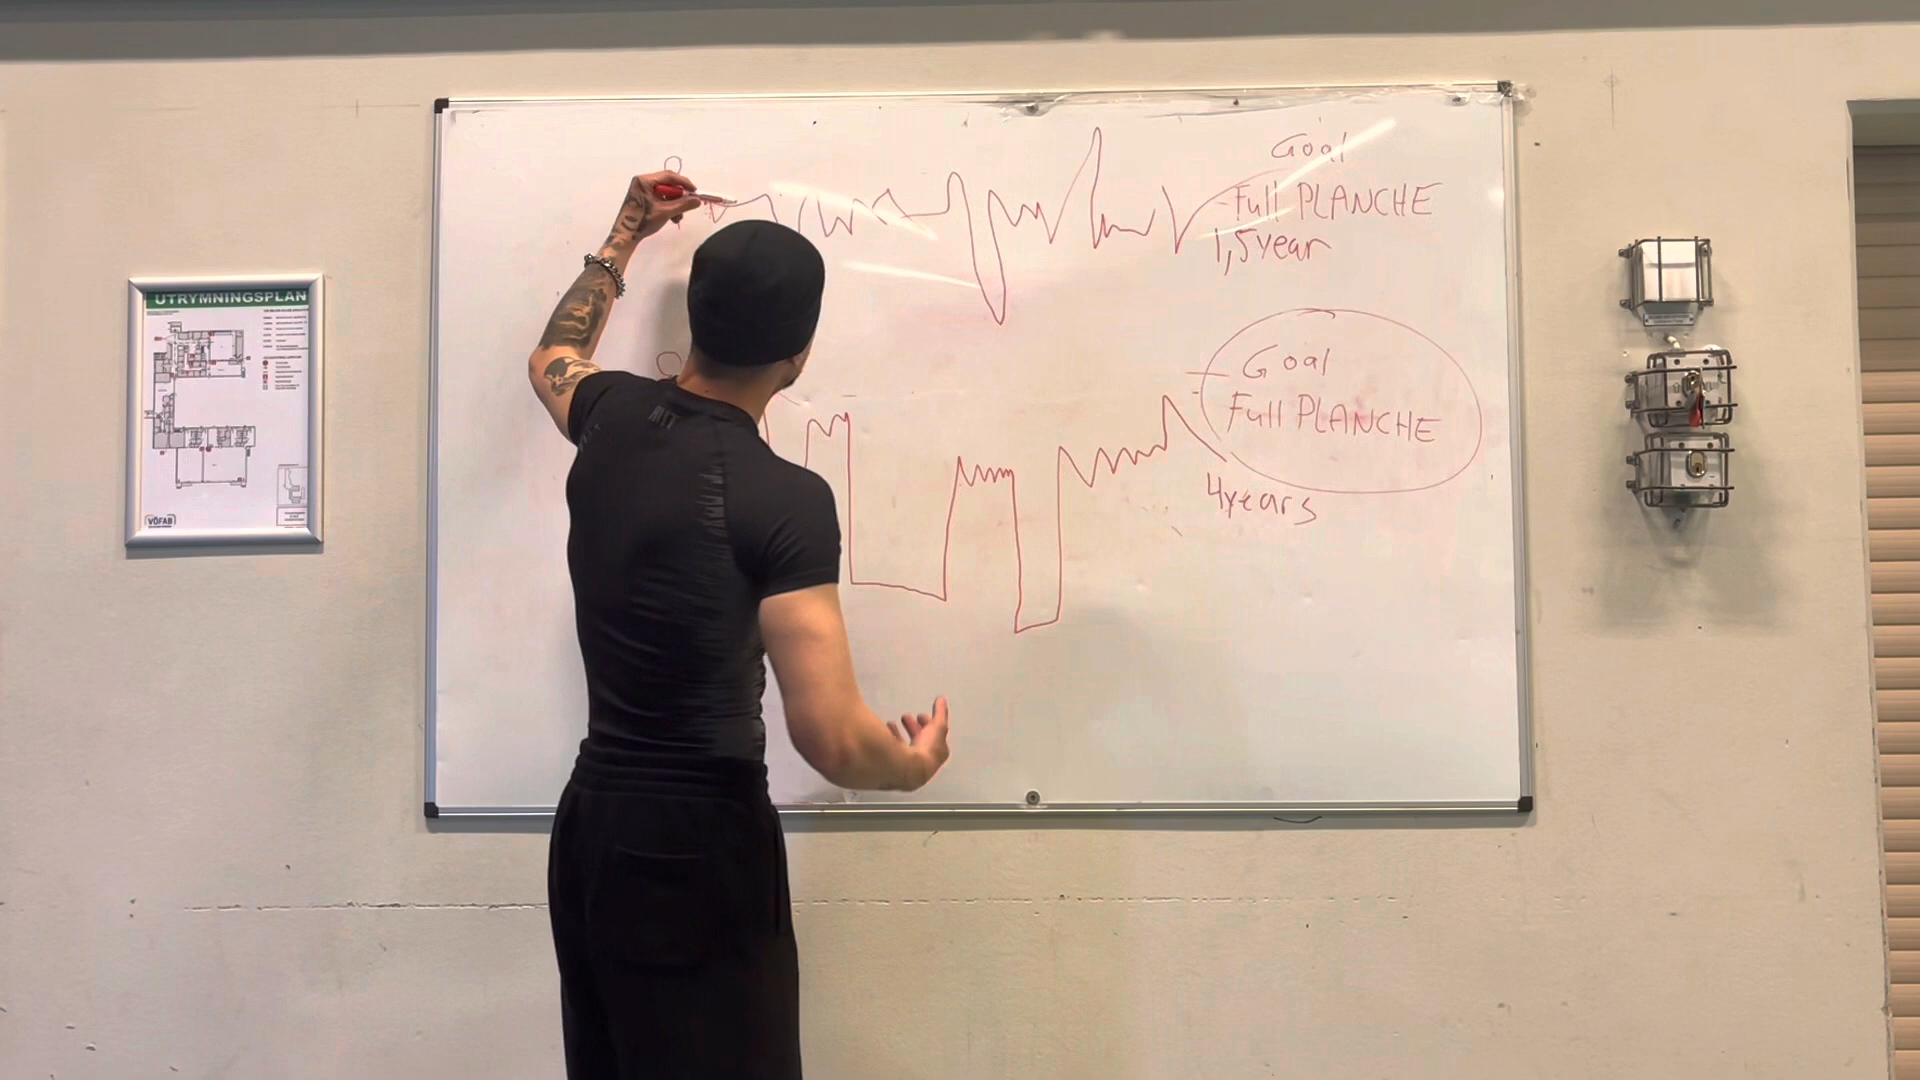 Goal
- Full PLANCHE
1,5year
Goal
Full PLANCHE
4years
UTRYMNINGSPLAN
VÖFAB